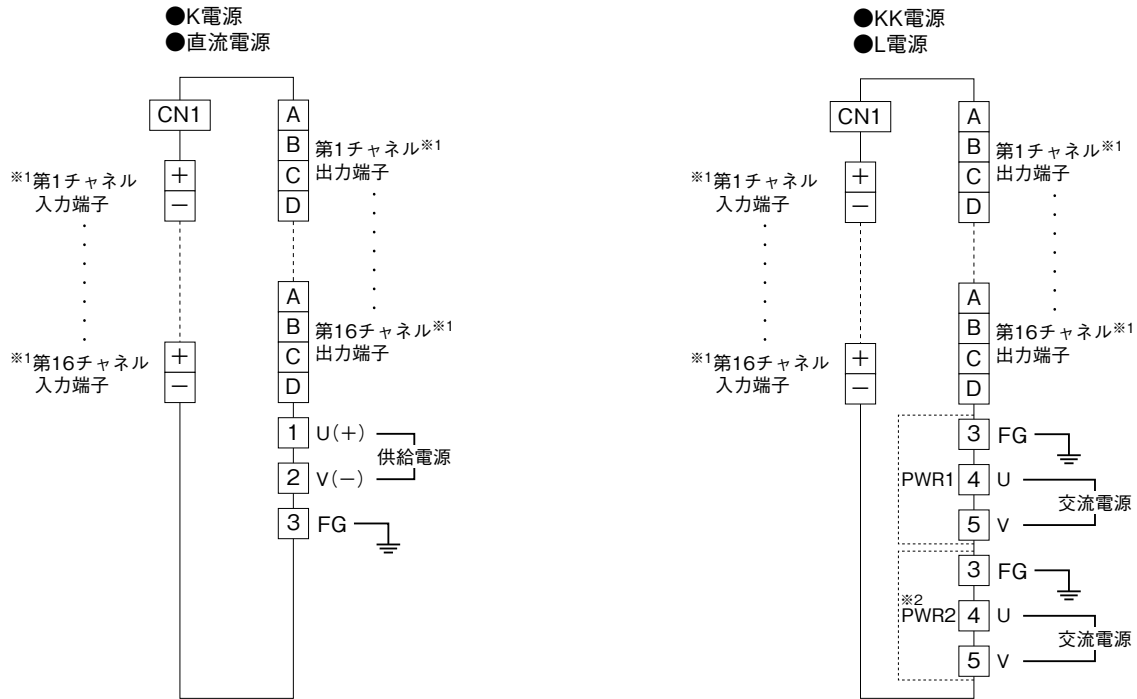 ●K電源
●直流電源
CN1
A
B
C
D
第1チャネル※1
出力端子
※1第1チャネル
入力端子
+
−
A
B
C
D
第16チャネル※1
出力端子
※1第16チャネル
入力端子
+
−
1 U(+)
供給電源
2 V(−)
3 FG
●KK電源
●L電源
CN1
A
B
C
D
第1チャネル※1
出力端子
※1第1チャネル
入力端子
+
−
A
B
C
D
第16チャネル※1
出力端子
※1第16チャネル
入力端子
+
−
3 FG
PWR1 4 U
交流電源
5 V
3 FG
※2
PWR2 4 U
交流電源
5 V